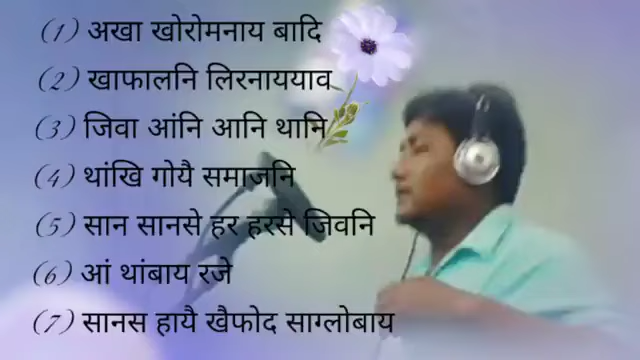 (1) अखा खोरोमनाय बादि
(2) खाफालनि लिरनाययाव
(3) जिवा आंनि आनि थानि
(4) थांखि गोयै समाजनि
(5) सान सानसे हर हरसे जिवनि
(6) आं थांबाय रजे
(7) सानस हायै खैफोद साग्लोबाय